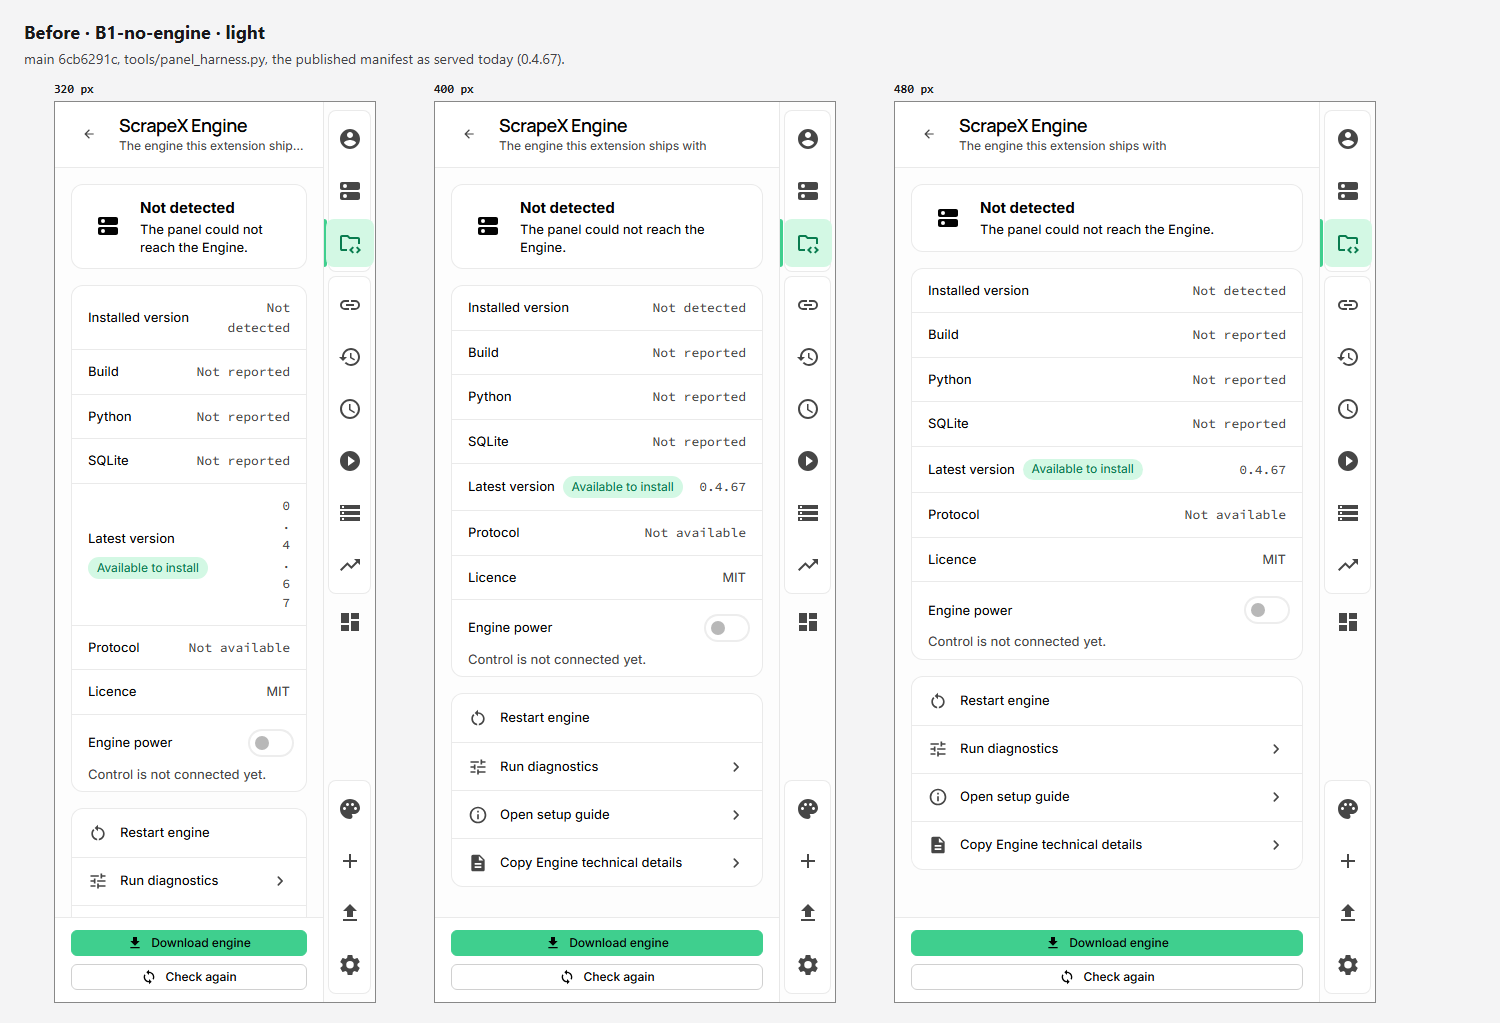 Before · B1-no-engine · light
main 6cb6291c, tools/panel_harness.py, the published manifest as served today (0.4.67).
320 px
ScrapeX Engine
The engine this extension ship...
Not detected
The panel could not
reach the Engine.
Installed version
Not
detected
Build
Not reported
Python
Not reported
SQLite
Not reported
Latest version
Available to install
0
.
4
.
6
7
Protocol
Not available
Licence
MIT
Engine power
Control is not connected yet.
Restart engine
Run diagnostics
Download engine
Check again
400 px
ScrapeX Engine
The engine this extension ships with
Not detected
The panel could not reach the
Engine.
Installed version
Not detected
Build
Not reported
Python
Not reported
SQLite
Not reported
Latest version
Available to install
0.4.67
Protocol
Not available
Licence
MIT
Engine power
Control is not connected yet.
Restart engine
Run diagnostics
Open setup guide
Copy Engine technical details
Download engine
Check again
480 px
ScrapeX Engine
The engine this extension ships with
Not detected
The panel could not reach the Engine.
Installed version
Not detected
Build
Not reported
Python
Not reported
SQLite
Not reported
Latest version
Available to install
0.4.67
Protocol
Not available
Licence
MIT
Engine power
Control is not connected yet.
Restart engine
Run diagnostics
Open setup guide
Copy Engine technical details
Download engine
Check again